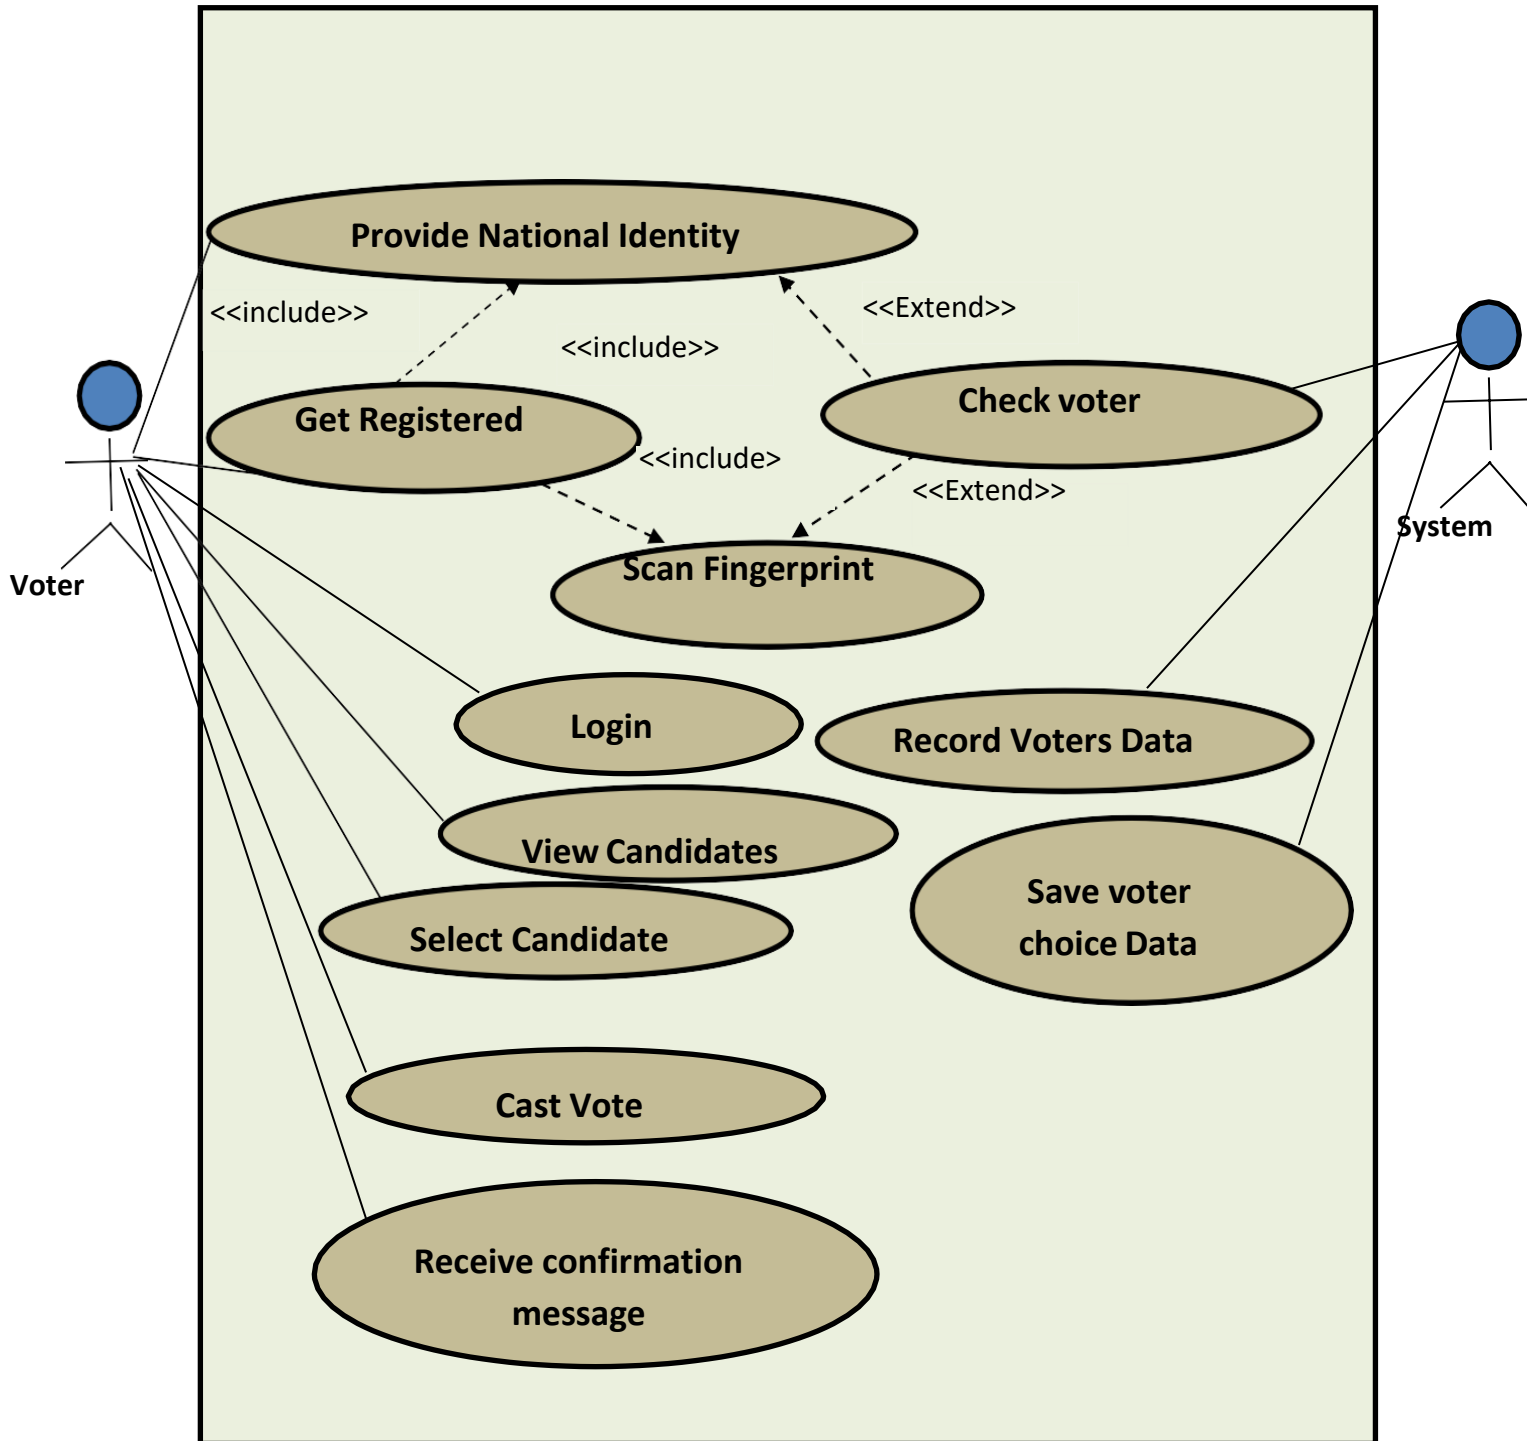 Provide National Identity
<<include>>
<<Extend>>
<<include>>
Check voter
Get Registered
<<include>
<<Extend>>
System
Scan Fingerprint
Voter
Login
Record Voters Data
View Candidates
Save voter
choice Data
Select Candidate
Cast Vote
Receive confirmation
message